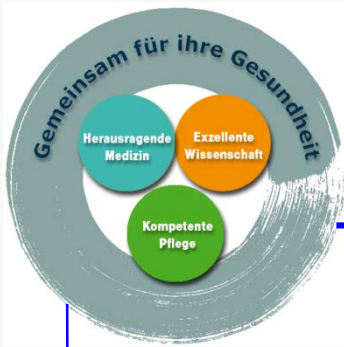 Gemeinsam für ihre Gesundheit
Herausragende
Medizin
Exzellente
Wissenschaft
Kompetente
Pflege